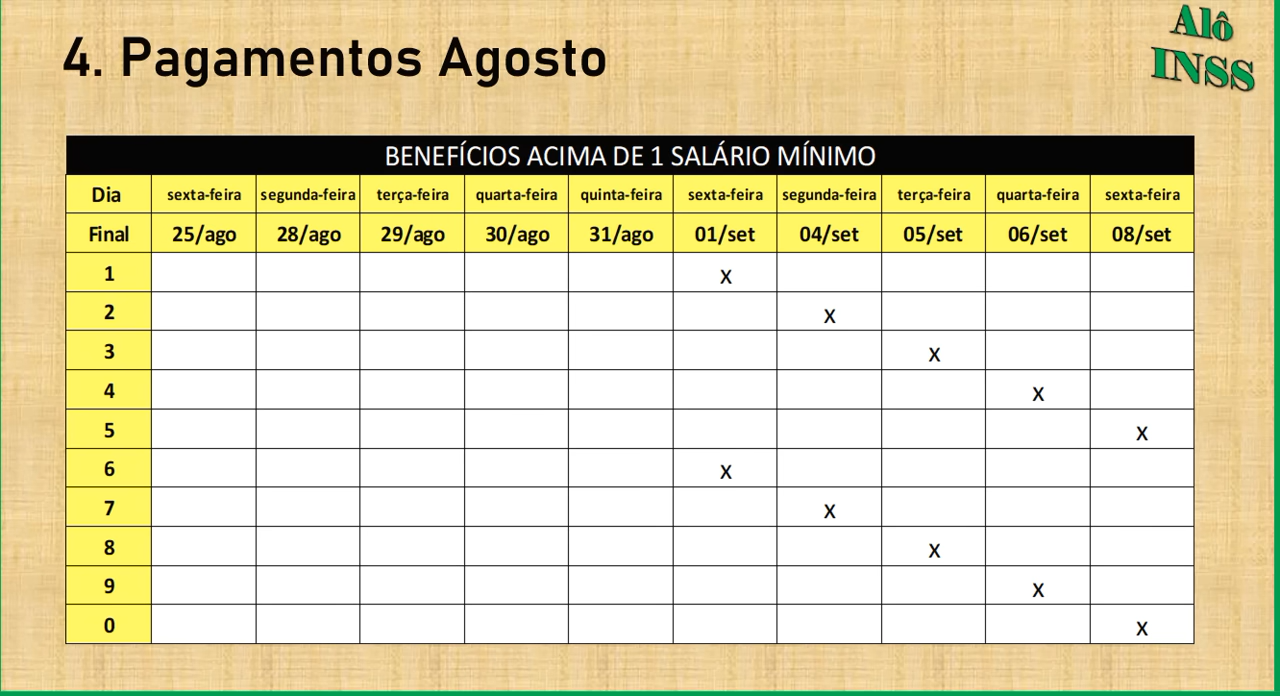 4. Pagamentos Agosto
Alô
INSS
BENEFÍCIOS ACIMA DE 1 SALÁRIO MÍNIMO
Dia sexta-feira segunda-feira terça-feira quarta-feira quinta-feira sexta-feira segunda-feira terça-feira quarta-feira sexta-feira
Final 25/ago 28/ago 29/ago 30/ago 31/ago 01/set 04/set 05/set 06/set 08/set
1 x
2 x
3 x
4 x
5 x
6 x
7 x
8 x
9 x
0 x